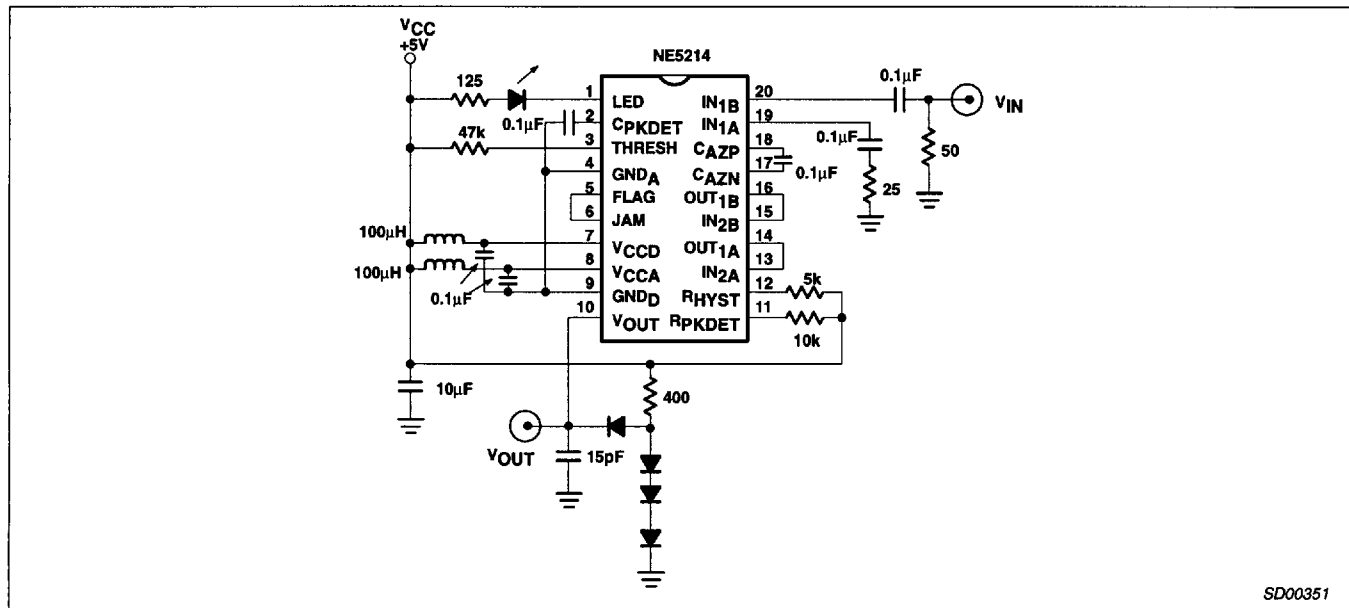 VCC
+5V
NE5214
125
1
LED
0.1μF
2
CPKDET
47k
3
THRESH
4
GNDA
5
FLAG
6
JAM
100μH
7
VCCD
100μH
8
VCCA
0.1μF
9
GNDD
10
VOUT
IN1B
20
0.1μF
VIN
IN1A
19
0.1μF
50
CAZP
18
CAZN
17
0.1μF
25
OUT1B
16
IN2B
15
OUT1A
14
IN2A
13
RHYST
12
5k
RPKDET
11
10k
10μF
400
VOUT
15pF
SD00351